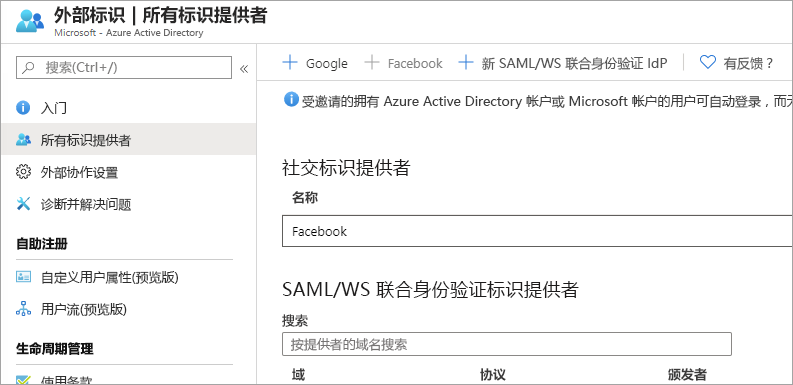 外部标识 | 所有标识提供者
Microsoft - Azure Active Directory
搜索(Ctrl+/)
«
入门
所有标识提供者
外部协作设置
诊断并解决问题
自助注册
自定义用户属性(预览版)
用户流(预览版)
生命周期管理
使用条款
+ Google
+ Facebook
+ 新 SAML/WS 联合身份验证 IdP
有反馈？
受邀请的拥有 Azure Active Directory 帐户或 Microsoft 帐户的用户可自动登录，而
社交标识提供者
名称
Facebook
SAML/WS 联合身份验证标识提供者
搜索
按提供者的域名搜索
域 协议 颁发者